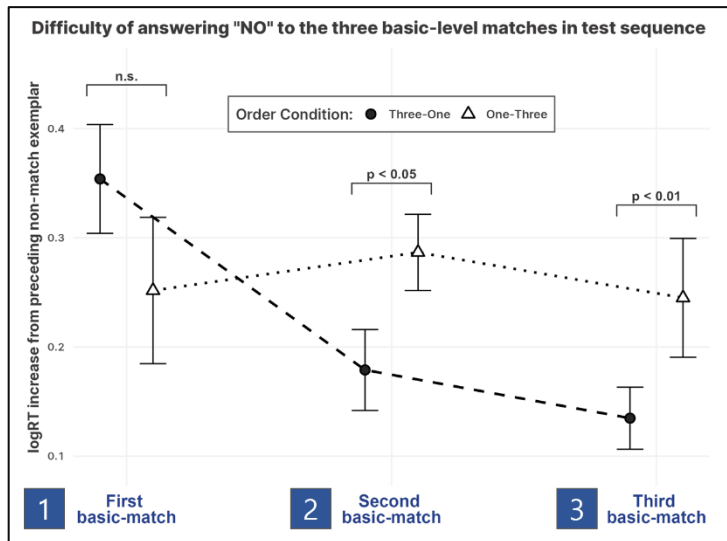 Difficulty of answering "NO" to the three basic-level matches in test sequence
n.s.
Order Condition: Three-One One-Three
0.4
p < 0.05
p < 0.01
0.3
0.2
0.1
logRT increase from preceding non-match exemplar
1 First
basic-match
2 Second
basic-match
3 Third
basic-match